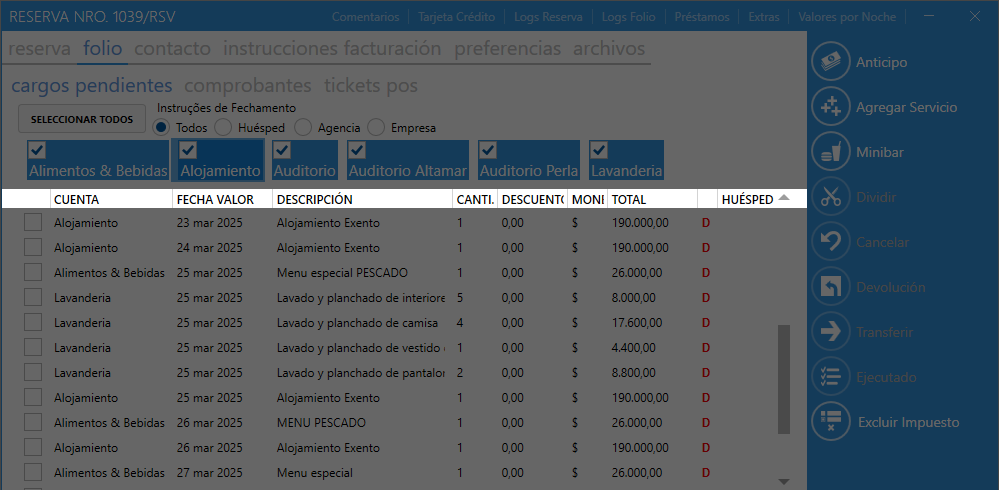 RESERVA NRO. 1039/RSV
Comentarios Tarjeta Crédito Logs Reserva Logs Folio Préstamos Extras Valores por Noche
reserva folio contacto instrucciones facturación preferencias archivos
cargos pendientes comprobantes tickets pos
SELECCIONAR TODOS
Instruções de Fechamento
Todos Huésped Agencia Empresa
Alimentos & Bebidas Alojamiento Auditorio Auditorio Altamar Auditorio Perla Lavanderia
CUENTA FECHA VALOR DESCRIPCIÓN CANTI. DESCUENTO MONI TOTAL HUÉSPED
Alojamiento 23 mar 2025 Alojamiento Exento 1 0,00 $ 190.000,00 D
Alojamiento 24 mar 2025 Alojamiento Exento 1 0,00 $ 190.000,00 D
Alimentos & Bebidas 25 mar 2025 Menu especial PESCADO 1 0,00 $ 26.000,00 D
Lavanderia 25 mar 2025 Lavado y planchado de interiore 5 0,00 $ 8.000,00 D
Lavanderia 25 mar 2025 Lavado y planchado de camisa 4 0,00 $ 17.600,00 D
Lavanderia 25 mar 2025 Lavado y planchado de vestido 1 0,00 $ 4.400,00 D
Lavanderia 25 mar 2025 Lavado y planchado de pantalor 2 0,00 $ 8.800,00 D
Alojamiento 25 mar 2025 Alojamiento Exento 1 0,00 $ 190.000,00 D
Alimentos & Bebidas 26 mar 2025 MENU PESCADO 1 0,00 $ 26.000,00 D
Alojamiento 26 mar 2025 Alojamiento Exento 1 0,00 $ 190.000,00 D
Alimentos & Bebidas 27 mar 2025 Menu especial 1 0,00 $ 26.000,00 D
Anticipo
Agregar Servicio
Minibar
Dividir
Cancelar
Devolución
Transferir
Ejecutado
Excluir Impuesto